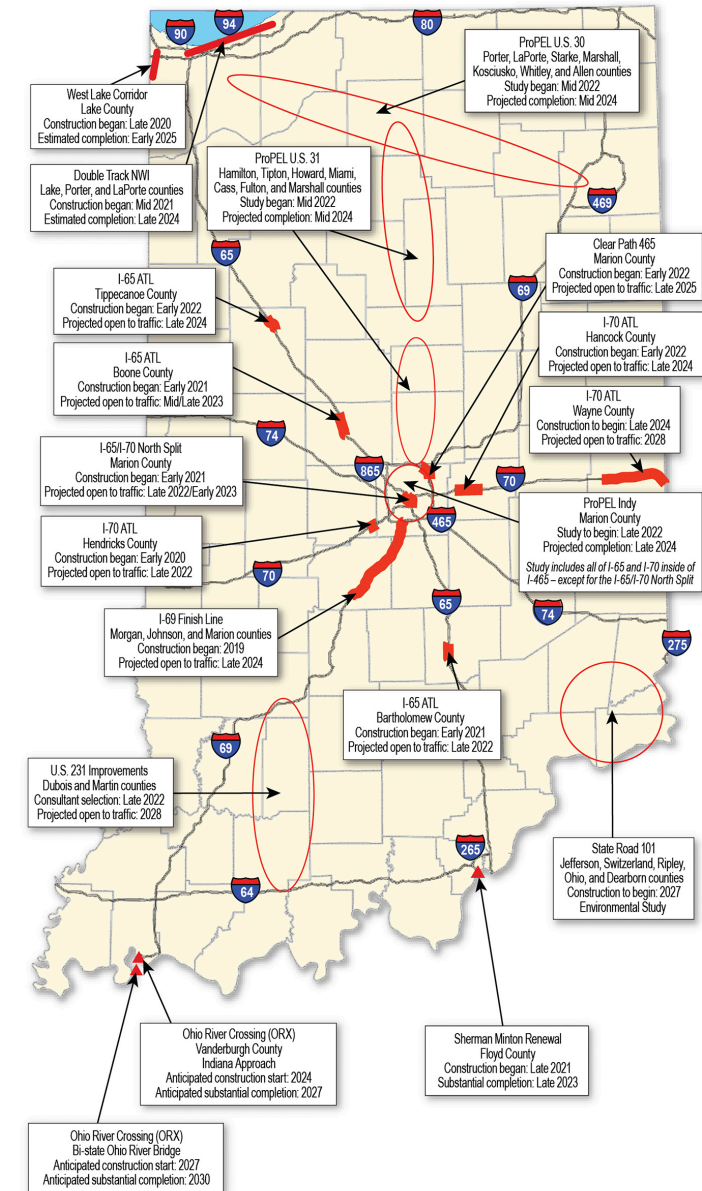 94
90
80
ProPEL U.S. 30
Porter, LaPorte, Starke, Marshall,
Kosciusko, Whitley, and Allen counties
Study began: Mid 2022
Projected completion: Mid 2024
West Lake Corridor
Lake County
Construction began: Late 2020
Estimated completion: Early 2025
ProPEL U.S. 31
Hamilton, Tipton, Howard, Miami,
Cass, Fulton, and Marshall counties
Study began: Mid 2022
Projected completion: Mid 2024
Double Track NWI
Lake, Porter, and LaPorte counties
Construction began: Mid 2021
Estimated completion: Late 2024
469
65
Clear Path 465
Marion County
Construction began: Early 2022
Projected open to traffic: Late 2025
I-65 ATL
Tippecanoe County
Construction began: Early 2022
Projected open to traffic: Late 2024
69
I-70 ATL
Hancock County
Construction began: Early 2022
Projected open to traffic: Late 2024
I-65 ATL
Boone County
Construction began: Early 2021
Projected open to traffic: Mid/Late 2023
I-70 ATL
Wayne County
Construction to begin: Late 2024
Projected open to traffic: 2028
74
I-65/I-70 North Split
Marion County
Construction began: Early 2021
Projected open to traffic: Late 2022/Early 2023
865
70
ProPEL Indy
Marion County
Study to begin: Late 2022
Projected completion: Late 2024
Study includes all of I-65 and I-70 inside of
I-465 – except for the I-65/I-70 North Split
465
I-70 ATL
Hendricks County
Construction began: Early 2020
Projected open to traffic: Late 2022
70
65
74
I-69 Finish Line
Morgan, Johnson, and Marion counties
Construction began: 2019
Projected open to traffic: Late 2024
275
I-65 ATL
Bartholomew County
Construction began: Early 2021
Projected open to traffic: Late 2022
69
U.S. 231 Improvements
Dubois and Martin counties
Consultant selection: Late 2022
Projected open to traffic: 2028
265
State Road 101
Jefferson, Switzerland, Ripley,
Ohio, and Dearborn counties
Construction to begin: 2027
Environmental Study
64
Ohio River Crossing (ORX)
Vanderburgh County
Indiana Approach
Anticipated construction start: 2024
Anticipated substantial completion: 2027
Sherman Minton Renewal
Floyd County
Construction began: Late 2021
Substantial completion: Late 2023
Ohio River Crossing (ORX)
Bi-state Ohio River Bridge
Anticipated construction start: 2027
Anticipated substantial completion: 2030